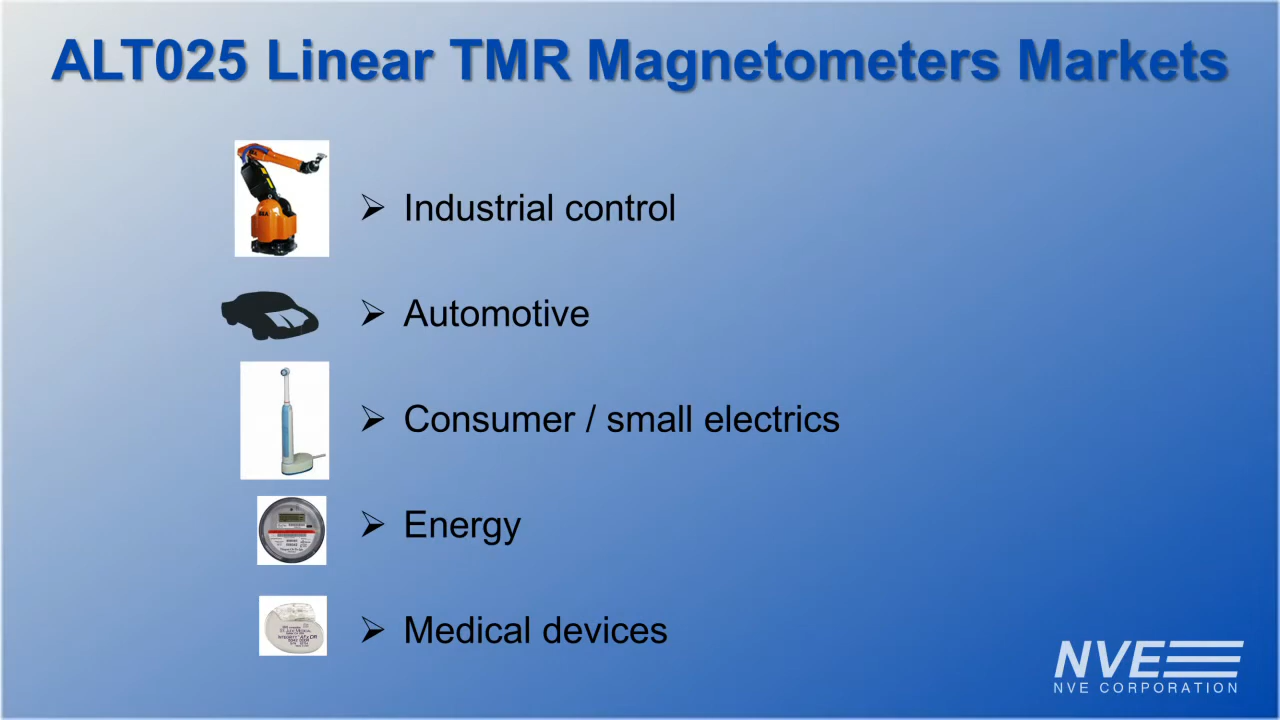 ALT025 Linear TMR Magnetometers Markets
➢ Industrial control
➢ Automotive
➢ Consumer / small electrics
➢ Energy
➢ Medical devices
NVE
NVE CORPORATION